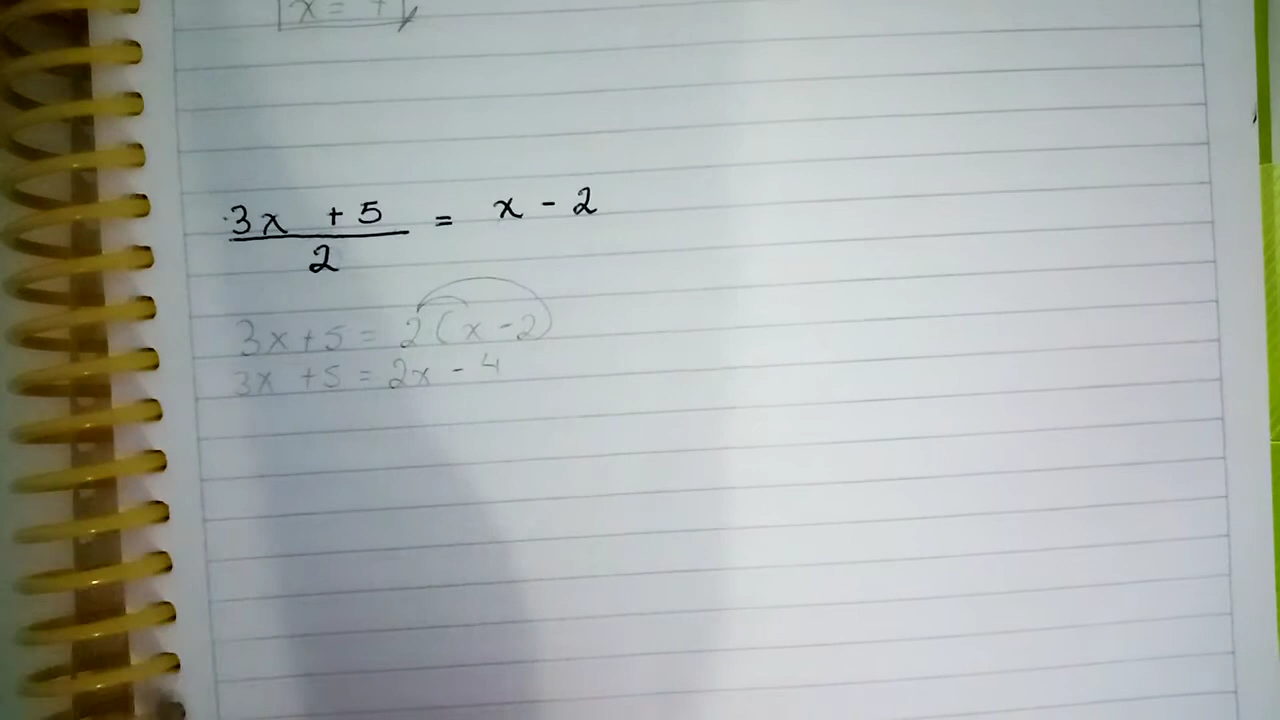 x =
3x + 5 = x - 2
2
3x + 5 = 2(x - 2)
3x + 5 = 2x - 4